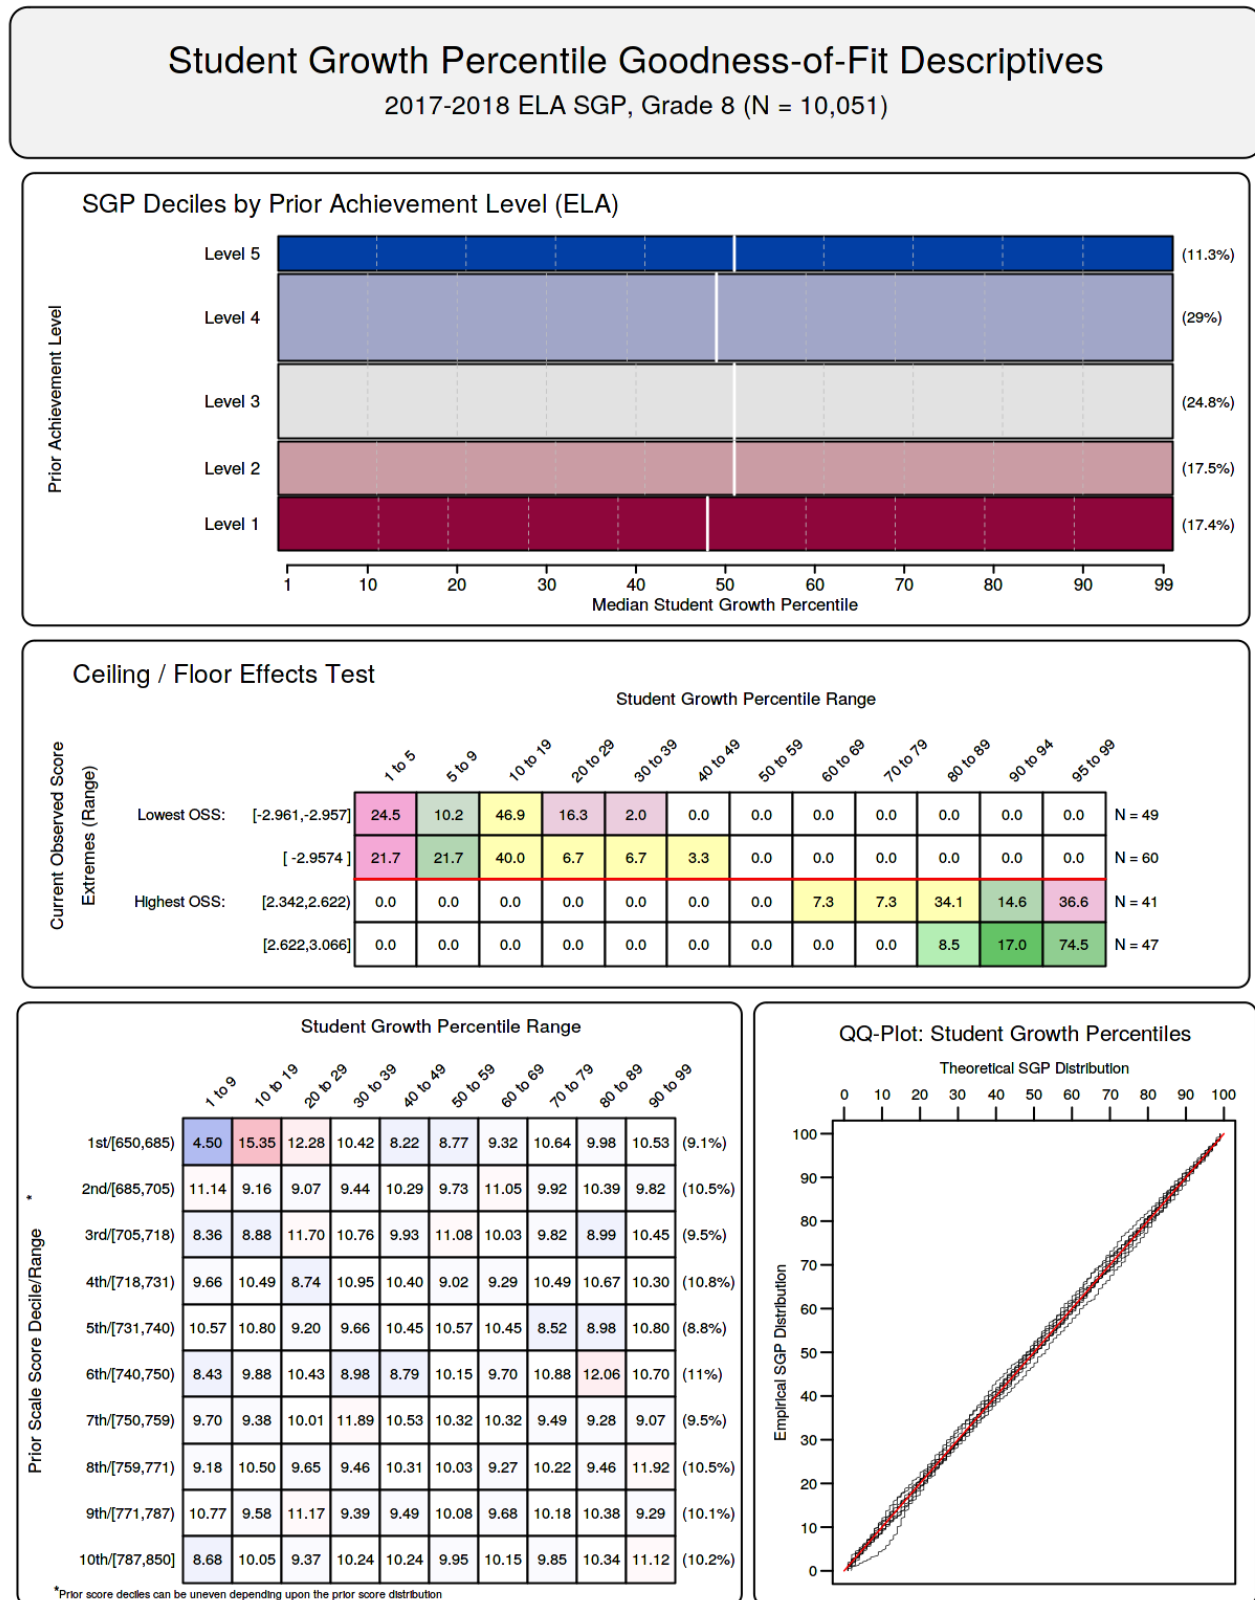 Student Growth Percentile Goodness-of-Fit Descriptives
2017-2018 ELA SGP, Grade 8 (N = 10,051)
SGP Deciles by Prior Achievement Level (ELA)
Prior Achievement Level
Level 5 (11.3%)
Level 4 (29%)
Level 3 (24.8%)
Level 2 (17.5%)
Level 1 (17.4%)
1 10 20 30 40 50 60 70 80 90 99
Median Student Growth Percentile
Ceiling / Floor Effects Test
Student Growth Percentile Range
Current Observed Score
Extremes (Range)
1 to 5 5 to 9 10 to 19 20 to 29 30 to 39 40 to 49 50 to 59 60 to 69 70 to 79 80 to 89 90 to 94 95 to 99
Lowest OSS: [-2.961,-2.957] 24.5 10.2 46.9 16.3 2.0 0.0 0.0 0.0 0.0 0.0 0.0 0.0 N = 49
[ -2.9574 ] 21.7 21.7 40.0 6.7 6.7 3.3 0.0 0.0 0.0 0.0 0.0 0.0 N = 60
Highest OSS: [2.342,2.622) 0.0 0.0 0.0 0.0 0.0 0.0 0.0 7.3 7.3 34.1 14.6 36.6 N = 41
[2.622,3.066] 0.0 0.0 0.0 0.0 0.0 0.0 0.0 0.0 0.0 8.5 17.0 74.5 N = 47
Student Growth Percentile Range
Prior Scale Score Decile/Range *
1 to 9 10 to 19 20 to 29 30 to 39 40 to 49 50 to 59 60 to 69 70 to 79 80 to 89 90 to 99
1st/[650,685) 4.50 15.35 12.28 10.42 8.22 8.77 9.32 10.64 9.98 10.53 (9.1%)
2nd/[685,705) 11.14 9.16 9.07 9.44 10.29 9.73 11.05 9.92 10.39 9.82 (10.5%)
3rd/[705,718) 8.36 8.88 11.70 10.76 9.93 11.08 10.03 9.82 8.99 10.45 (9.5%)
4th/[718,731) 9.66 10.49 8.74 10.95 10.40 9.02 9.29 10.49 10.67 10.30 (10.8%)
5th/[731,740) 10.57 10.80 9.20 9.66 10.45 10.57 10.45 8.52 8.98 10.80 (8.8%)
6th/[740,750) 8.43 9.88 10.43 8.98 8.79 10.15 9.70 10.88 12.06 10.70 (11%)
7th/[750,759) 9.70 9.38 10.01 11.89 10.53 10.32 10.32 9.49 9.28 9.07 (9.5%)
8th/[759,771) 9.18 10.50 9.65 9.46 10.31 10.03 9.27 10.22 9.46 11.92 (10.5%)
9th/[771,787) 10.77 9.58 11.17 9.39 9.49 10.08 9.68 10.18 10.38 9.29 (10.1%)
10th/[787,850] 8.68 10.05 9.37 10.24 10.24 9.95 10.15 9.85 10.34 11.12 (10.2%)
*Prior score deciles can be uneven depending upon the prior score distribution
QQ-Plot: Student Growth Percentiles
Theoretical SGP Distribution
0 10 20 30 40 50 60 70 80 90 100
Empirical SGP Distribution
100
90
80
70
60
50
40
30
20
10
0